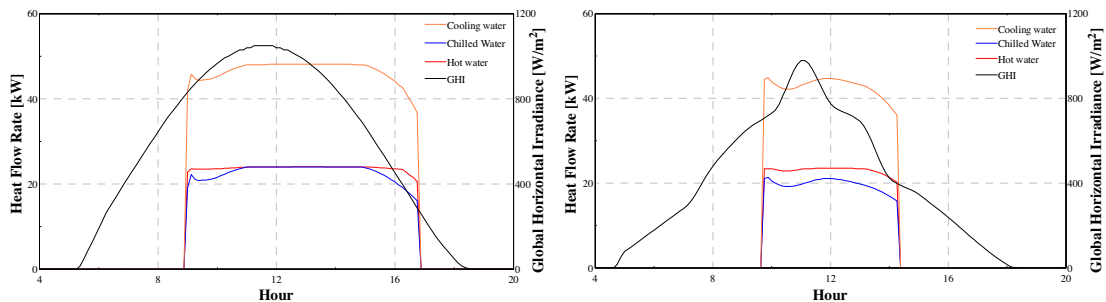 60
1200
Cooling water
Chilled Water
Hot water
GHI
40
800
20
400
0
0
4
8
12
16
20
Heat Flow Rate [kW]
Global Horizontal Irradiance [W/m²]
Hour
60
1200
Cooling water
Chilled Water
Hot water
GHI
40
800
20
400
0
0
4
8
12
16
20
Heat Flow Rate [kW]
Global Horizontal Irradiance [W/m²]
Hour